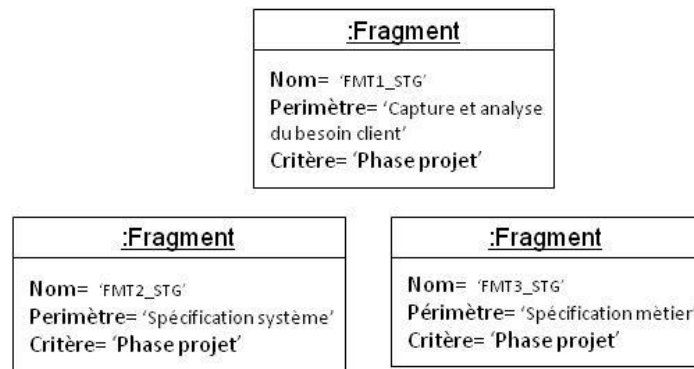 :Fragment
Nom= ‘FMT1_STG’
Perimètre= ‘Capture et analyse
du besoin client’
Critère= ‘Phase projet’
:Fragment
Nom= ‘FMT2_STG’
Perimètre= ‘Spécification système’
Critère= ‘Phase projet’
:Fragment
Nom= ‘FMT3_STG’
Périmètre= ‘Spécification mètier’
Critère= ‘Phase projet’